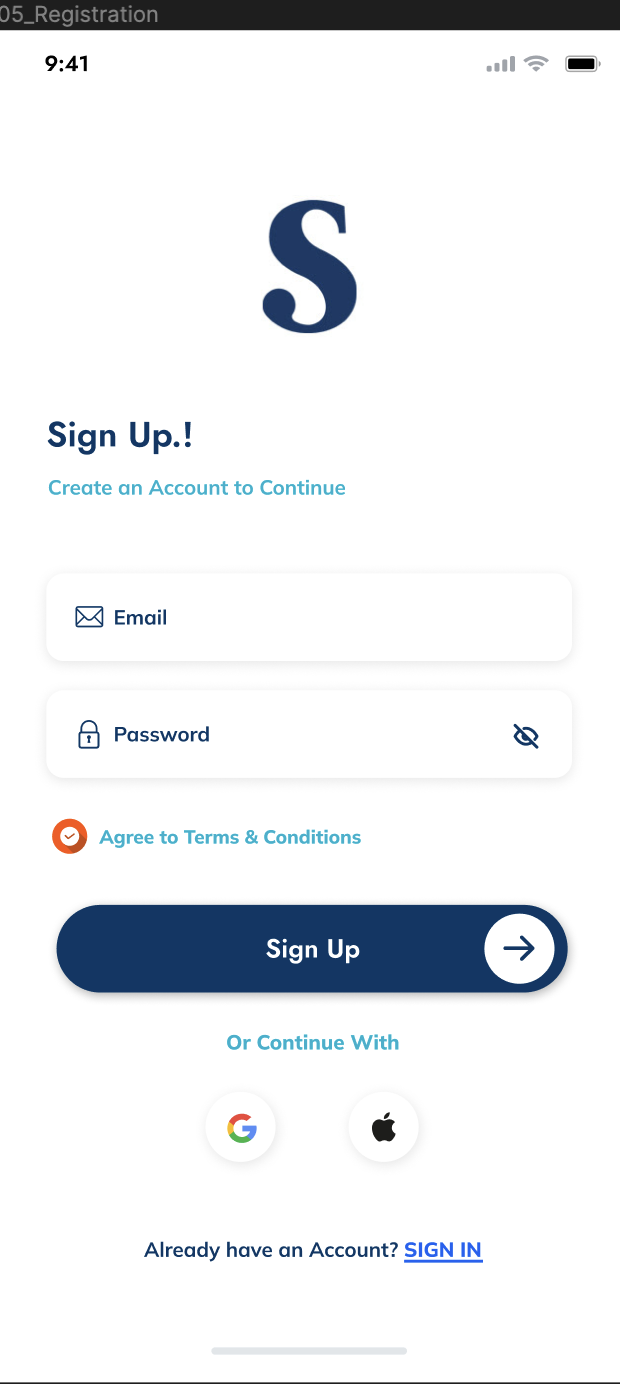 05_Registration
9:41
S
Sign Up.!
Create an Account to Continue
Email
Password
Agree to Terms & Conditions
Sign Up
Or Continue With
Already have an Account? SIGN IN